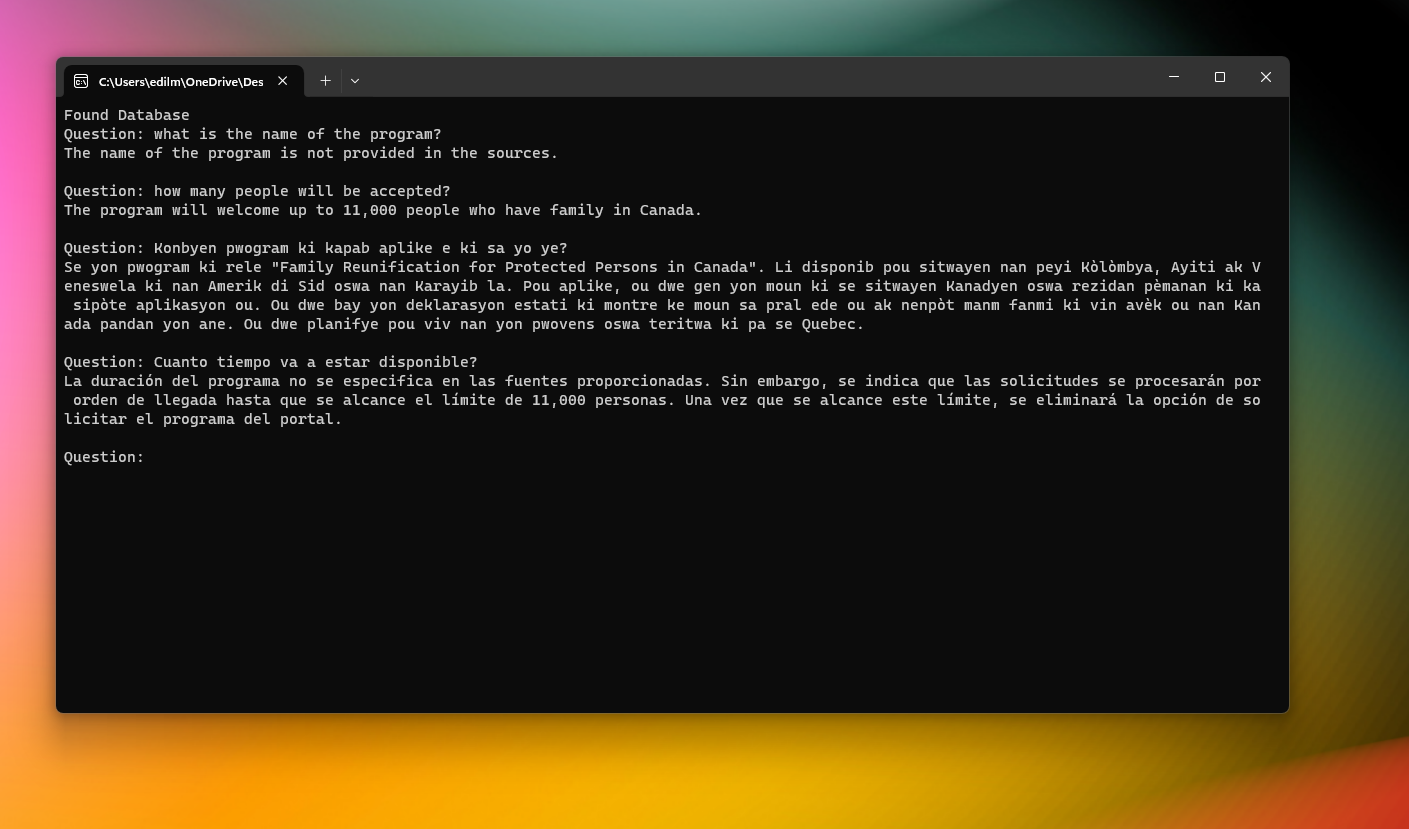 C:\Users\edilm\OneDrive\Des
Found Database
Question: what is the name of the program?
The name of the program is not provided in the sources.
Question: how many people will be accepted?
The program will welcome up to 11,000 people who have family in Canada.
Question: Konbyen pwogram ki kapab aplike e ki sa yo ye?
Se yon pwogram ki rele "Family Reunification for Protected Persons in Canada". Li disponib pou sitwayen nan peyi Kòlòmbya, Ayiti ak V
eneswela ki nan Amerik di Sid oswa nan Karayib la. Pou aplike, ou dwe gen yon moun ki se sitwayen Kanadyen oswa rezidan pèmanan ki ka
sipòte aplikasyon ou. Ou dwe bay yon deklarasyon estati ki montre ke moun sa pral ede ou ak nenpòt manm fanmi ki vin avèk ou nan Kan
ada pandan yon ane. Ou dwe planifye pou viv nan yon pwovens oswa teritwa ki pa se Quebec.
Question: Cuanto tiempo va a estar disponible?
La duración del programa no se especifica en las fuentes proporcionadas. Sin embargo, se indica que las solicitudes se procesarán por
orden de llegada hasta que se alcance el límite de 11,000 personas. Una vez que se alcance este límite, se eliminará la opción de so
licitar el programa del portal.
Question: